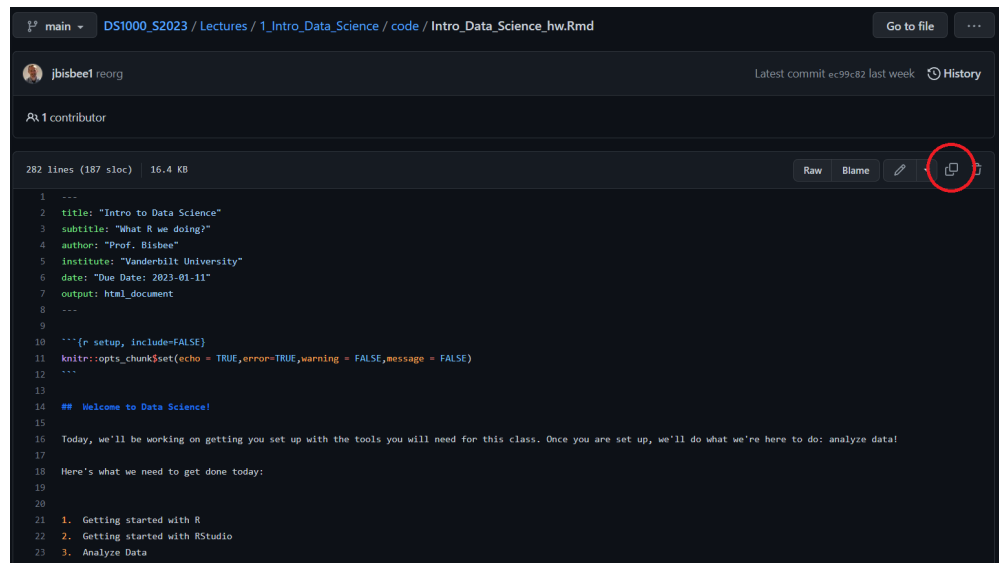 main
DS1000_S2023 / Lectures / 1_Intro_Data_Science / code / Intro_Data_Science_hw.Rmd
Go to file
...
jbisbee1 reorg
Latest commit ec99c82 last week
History
1 contributor
282 lines (187 sloc) 16.4 KB
Raw
Blame
1 ---
2 title: "Intro to Data Science"
3 subtitle: "What R we doing?"
4 author: "Prof. Bisbee"
5 institute: "Vanderbilt University"
6 date: "Due Date: 2023-01-11"
7 output: html_document
8 ---
9
10 ```{r setup, include=FALSE}
11 knitr::opts_chunk$set(echo = TRUE,error=TRUE,warning = FALSE,message = FALSE)
12 ```
13
14 ## Welcome to Data Science!
15
16 Today, we'll be working on getting you set up with the tools you will need for this class. Once you are set up, we'll do what we're here to do: analyze data!
17
18 Here's what we need to get done today:
19
20
21 1. Getting started with R
22 2. Getting started with RStudio
23 3. Analyze Data